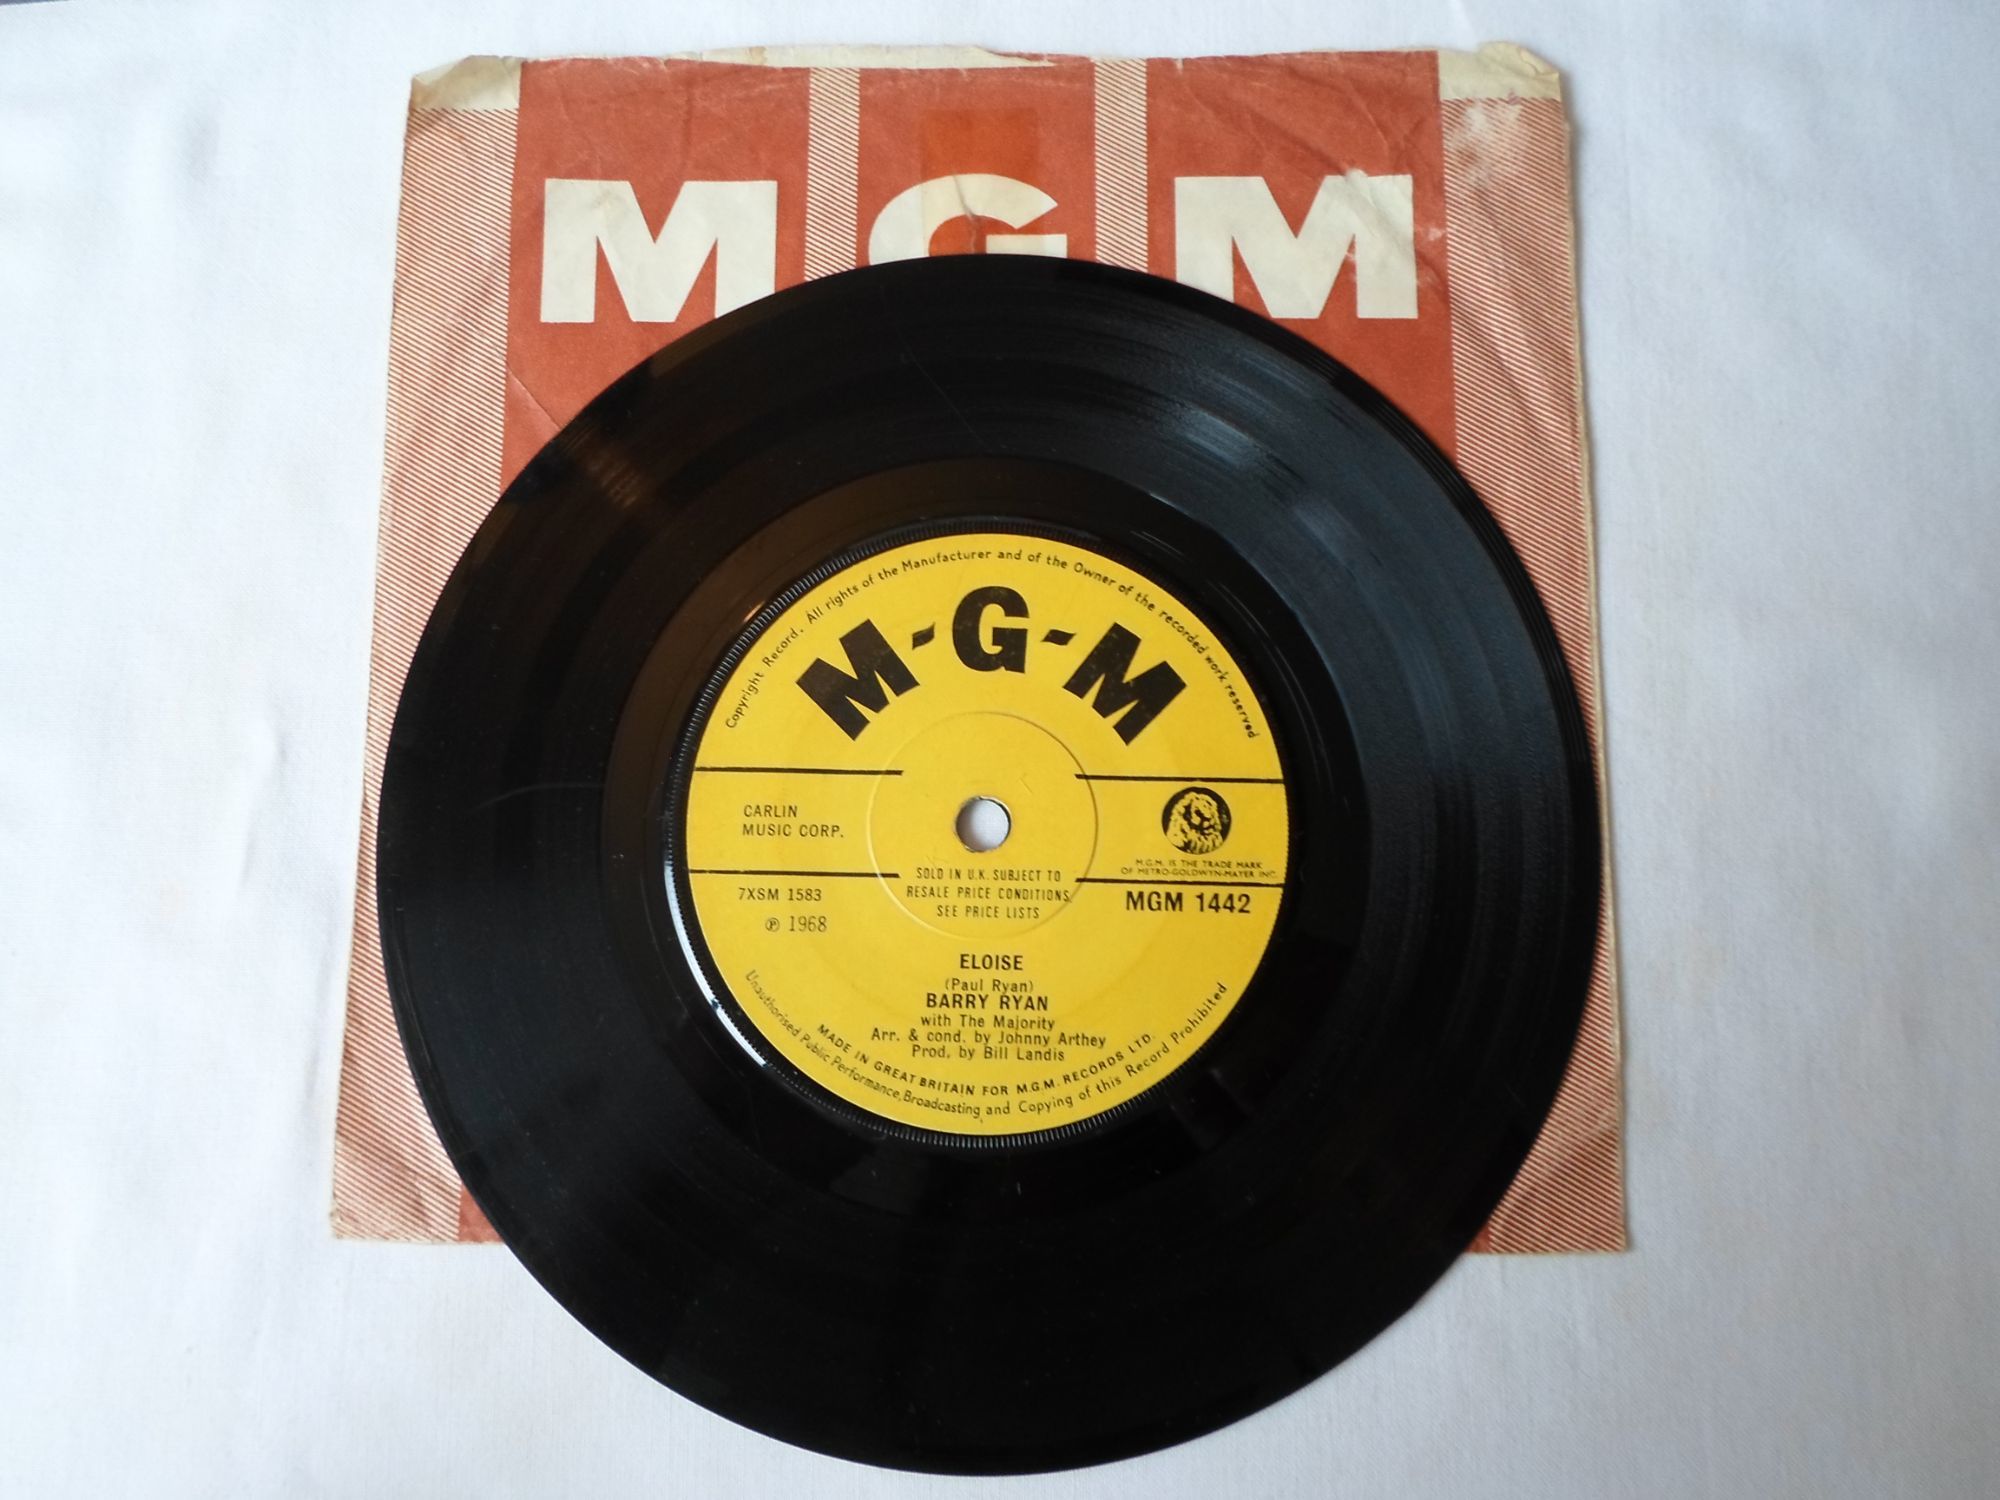 MGM
Copyright Record. All rights of the Manufacturer and of the Owner of the recorded work reserved
M-G-M
CARLIN
MUSIC CORP.
M.G.M. IS THE TRADE MARK
OF METRO-GOLDWYN-MAYER INC.
SOLD IN U.K. SUBJECT TO
RESALE PRICE CONDITIONS,
SEE PRICE LISTS
7XSM 1583
℗ 1968
MGM 1442
ELOISE
(Paul Ryan)
BARRY RYAN
with The Majority
Arr. & cond. by Johnny Arthey
Prod. by Bill Landis
MADE IN GREAT BRITAIN FOR M.G.M. RECORDS LTD.
Unauthorised Public Performance, Broadcasting and Copying of this Record Prohibited